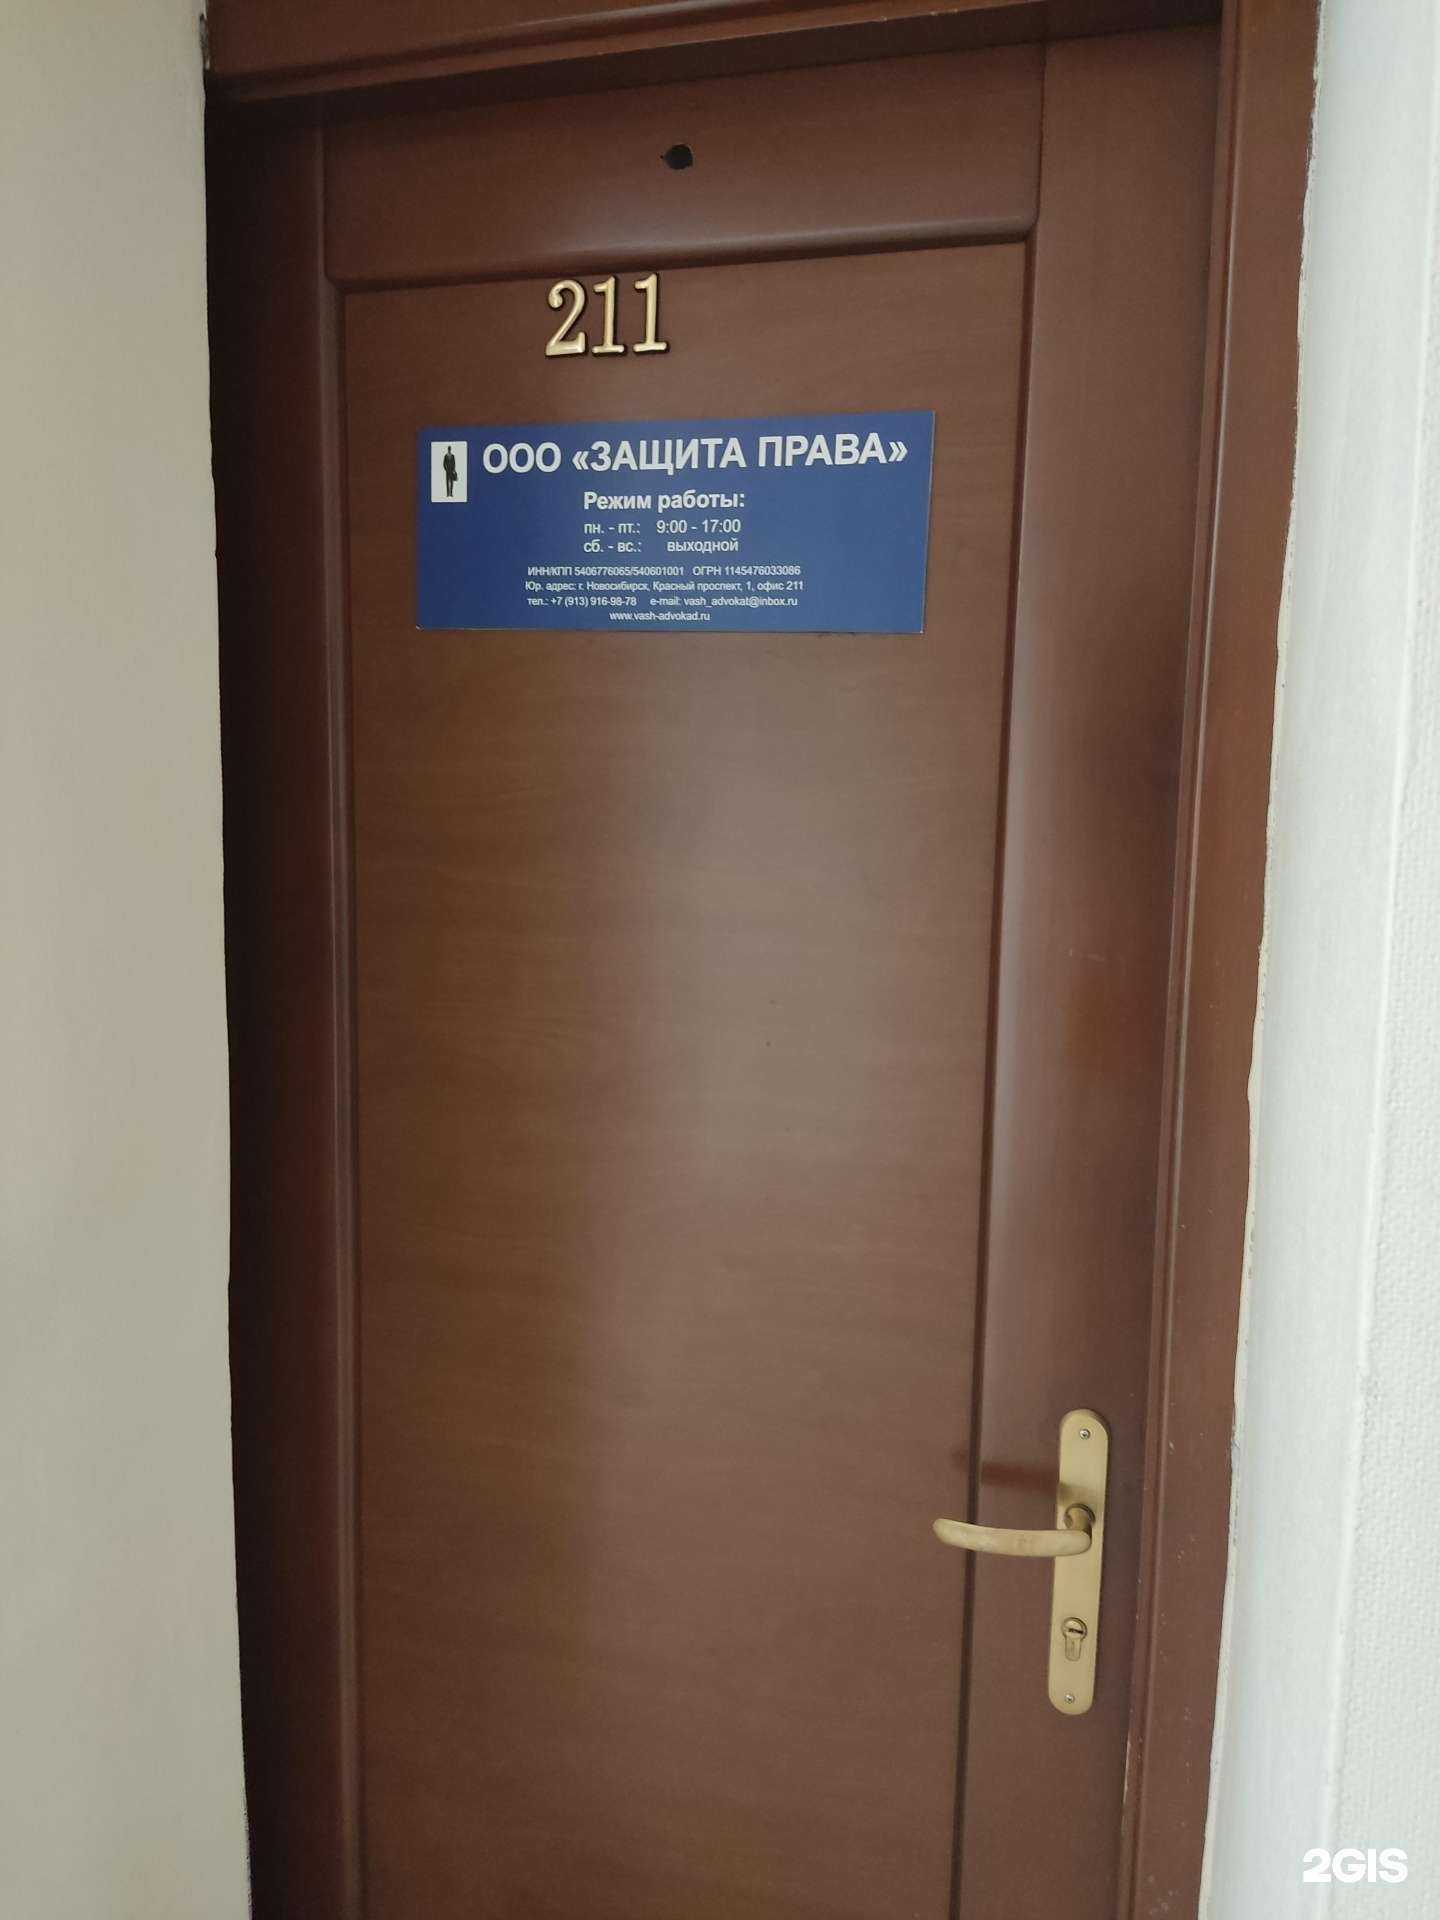 211
ООО «ЗАЩИТА ПРАВА»
Режим работы:
пн. - пт.: 9:00 - 17:00
сб. - вс.: выходной
ИНН/КПП 5406776065/540601001 ОГРН 1145476033086
Юр. адрес: г. Новосибирск, Красный проспект, 1, офис 211
тел.: +7 (913) 916-98-78 e-mail: vash_advokat@inbox.ru
www.vash-advokad.ru
2GIS